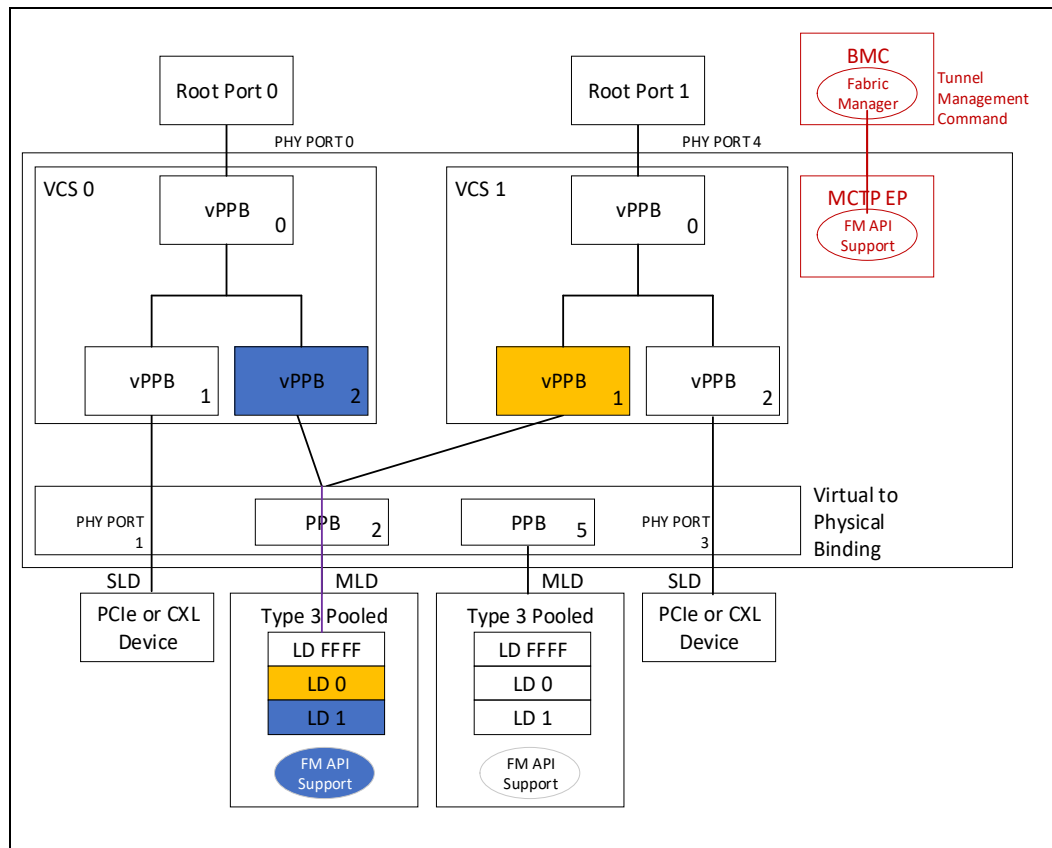 Root Port 0
Root Port 1
BMC
Fabric
Manager
Tunnel
Management
Command
PHY PORT 0
PHY PORT 4
VCS 0
vPPB
0
VCS 1
vPPB
0
MCTP EP
FM API
Support
vPPB
1
vPPB
2
vPPB
1
vPPB
2
PHY PORT
1
PPB
2
PPB
5
PHY PORT
3
Virtual to
Physical
Binding
SLD
MLD
MLD
SLD
PCIe or CXL
Device
Type 3 Pooled
LD FFFF
LD 0
LD 1
FM API
Support
Type 3 Pooled
LD FFFF
LD 0
LD 1
FM API
Support
PCIe or CXL
Device